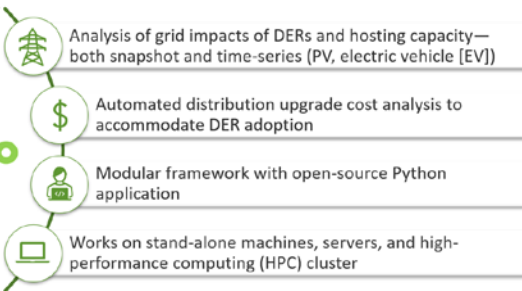 Analysis of grid impacts of DERs and hosting capacity—
both snapshot and time-series (PV, electric vehicle [EV])
$
Automated distribution upgrade cost analysis to
accommodate DER adoption
Modular framework with open-source Python
application
</>
Works on stand-alone machines, servers, and high-
performance computing (HPC) cluster